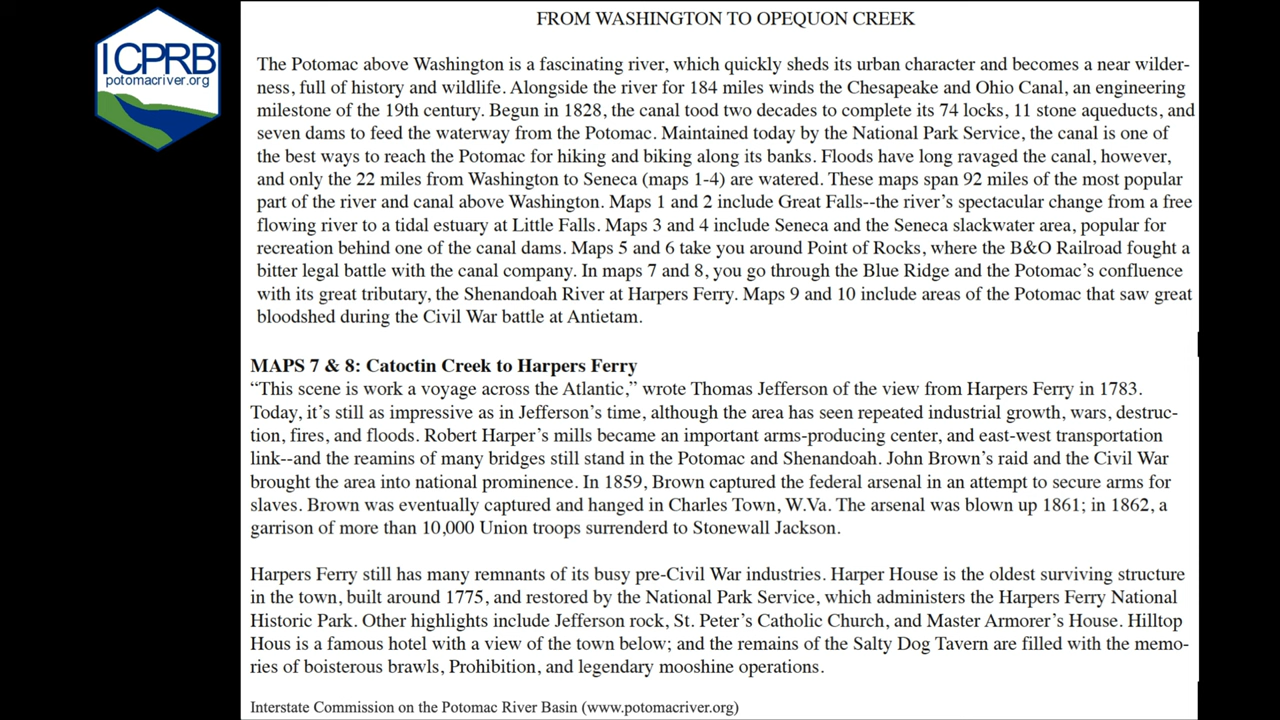 ICPRB
potomacriver.org
FROM WASHINGTON TO OPEQUON CREEK
The Potomac above Washington is a fascinating river, which quickly sheds its urban character and becomes a near wilder-
ness, full of history and wildlife. Alongside the river for 184 miles winds the Chesapeake and Ohio Canal, an engineering
milestone of the 19th century. Begun in 1828, the canal tood two decades to complete its 74 locks, 11 stone aqueducts, and
seven dams to feed the waterway from the Potomac. Maintained today by the National Park Service, the canal is one of
the best ways to reach the Potomac for hiking and biking along its banks. Floods have long ravaged the canal, however,
and only the 22 miles from Washington to Seneca (maps 1-4) are watered. These maps span 92 miles of the most popular
part of the river and canal above Washington. Maps 1 and 2 include Great Falls--the river's spectacular change from a free
flowing river to a tidal estuary at Little Falls. Maps 3 and 4 include Seneca and the Seneca slackwater area, popular for
recreation behind one of the canal dams. Maps 5 and 6 take you around Point of Rocks, where the B&O Railroad fought a
bitter legal battle with the canal company. In maps 7 and 8, you go through the Blue Ridge and the Potomac's confluence
with its great tributary, the Shenandoah River at Harpers Ferry. Maps 9 and 10 include areas of the Potomac that saw great
bloodshed during the Civil War battle at Antietam.
MAPS 7 & 8: Catoctin Creek to Harpers Ferry
“This scene is work a voyage across the Atlantic,” wrote Thomas Jefferson of the view from Harpers Ferry in 1783.
Today, it's still as impressive as in Jefferson's time, although the area has seen repeated industrial growth, wars, destruc-
tion, fires, and floods. Robert Harper's mills became an important arms-producing center, and east-west transportation
link--and the reamins of many bridges still stand in the Potomac and Shenandoah. John Brown's raid and the Civil War
brought the area into national prominence. In 1859, Brown captured the federal arsenal in an attempt to secure arms for
slaves. Brown was eventually captured and hanged in Charles Town, W.Va. The arsenal was blown up 1861; in 1862, a
garrison of more than 10,000 Union troops surrenderd to Stonewall Jackson.
Harpers Ferry still has many remnants of its busy pre-Civil War industries. Harper House is the oldest surviving structure
in the town, built around 1775, and restored by the National Park Service, which administers the Harpers Ferry National
Historic Park. Other highlights include Jefferson rock, St. Peter's Catholic Church, and Master Armorer's House. Hilltop
Hous is a famous hotel with a view of the town below; and the remains of the Salty Dog Tavern are filled with the memo-
ries of boisterous brawls, Prohibition, and legendary mooshine operations.
Interstate Commission on the Potomac River Basin (www.potomacriver.org)